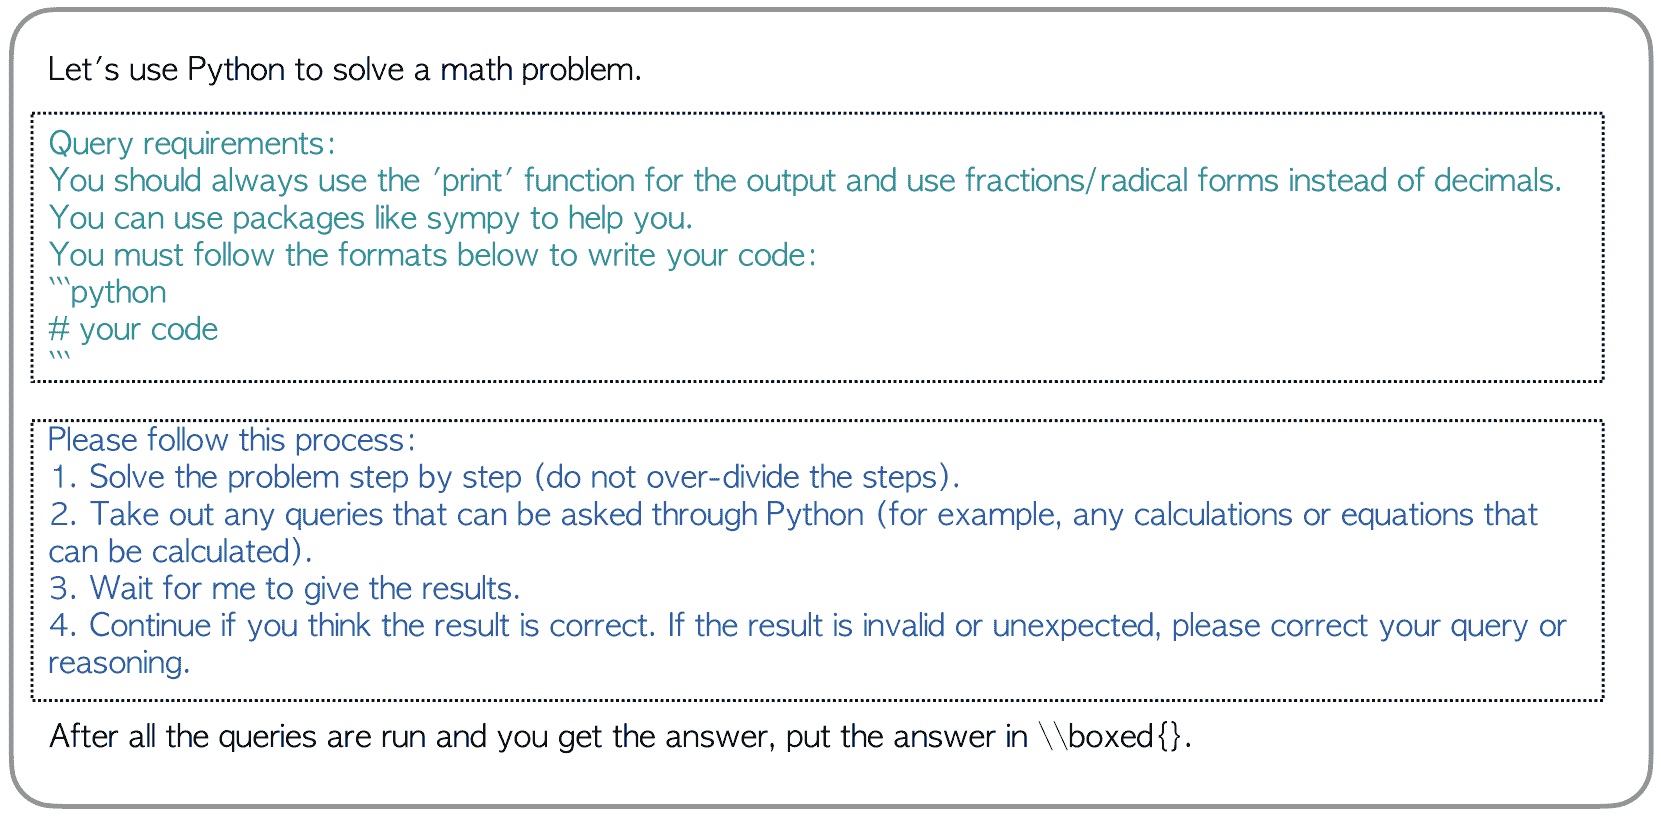 Let's use Python to solve a math problem.
Query requirements:
You should always use the 'print' function for the output and use fractions/radical forms instead of decimals.
You can use packages like sympy to help you.
You must follow the formats below to write your code:
```python
# your code
```
Please follow this process:
1. Solve the problem step by step (do not over-divide the steps).
2. Take out any queries that can be asked through Python (for example, any calculations or equations that
can be calculated).
3. Wait for me to give the results.
4. Continue if you think the result is correct. If the result is invalid or unexpected, please correct your query or
reasoning.
After all the queries are run and you get the answer, put the answer in \\boxed{}.